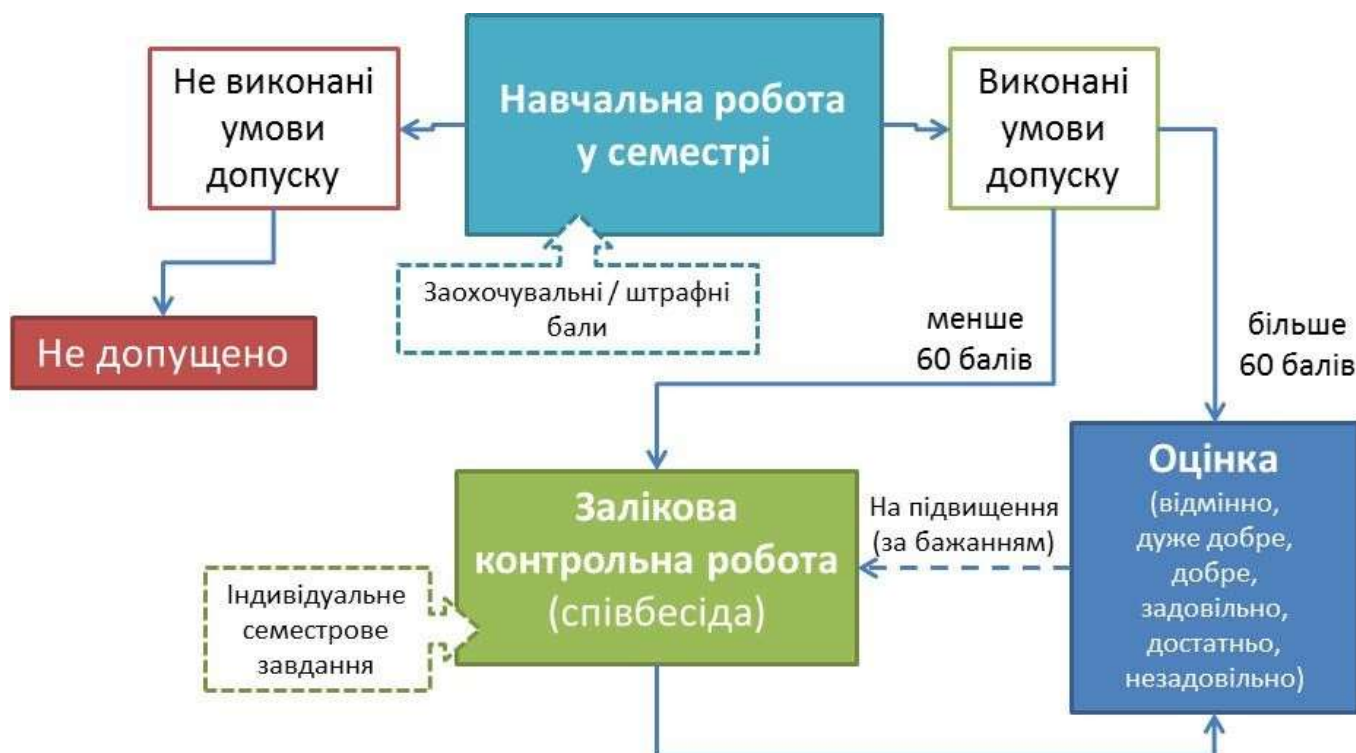 Не виконані
умови
допуску
Навчальна робота
у семестрі
Виконані
умови
допуску
Заохочувальні / штрафні
бали
Не допущено
менше
60 балів
більше
60 балів
Залікова
контрольна робота
(співбесіда)
На підвищення
(за бажанням)
Оцінка
(відмінно,
дуже добре,
добре,
задовільно,
достатньо,
незадовільно)
Індивідуальне
семестрове
завдання